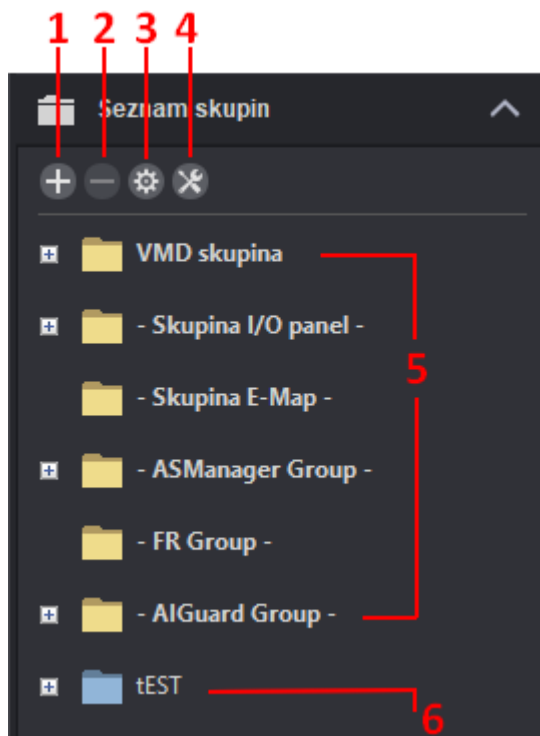 1 2 3 4
Seznam skupin
VMD skupina
- Skupina I/O panel -
5
- Skupina E-Map -
- ASManager Group -
- FR Group -
- AIGuard Group -
tEST
6